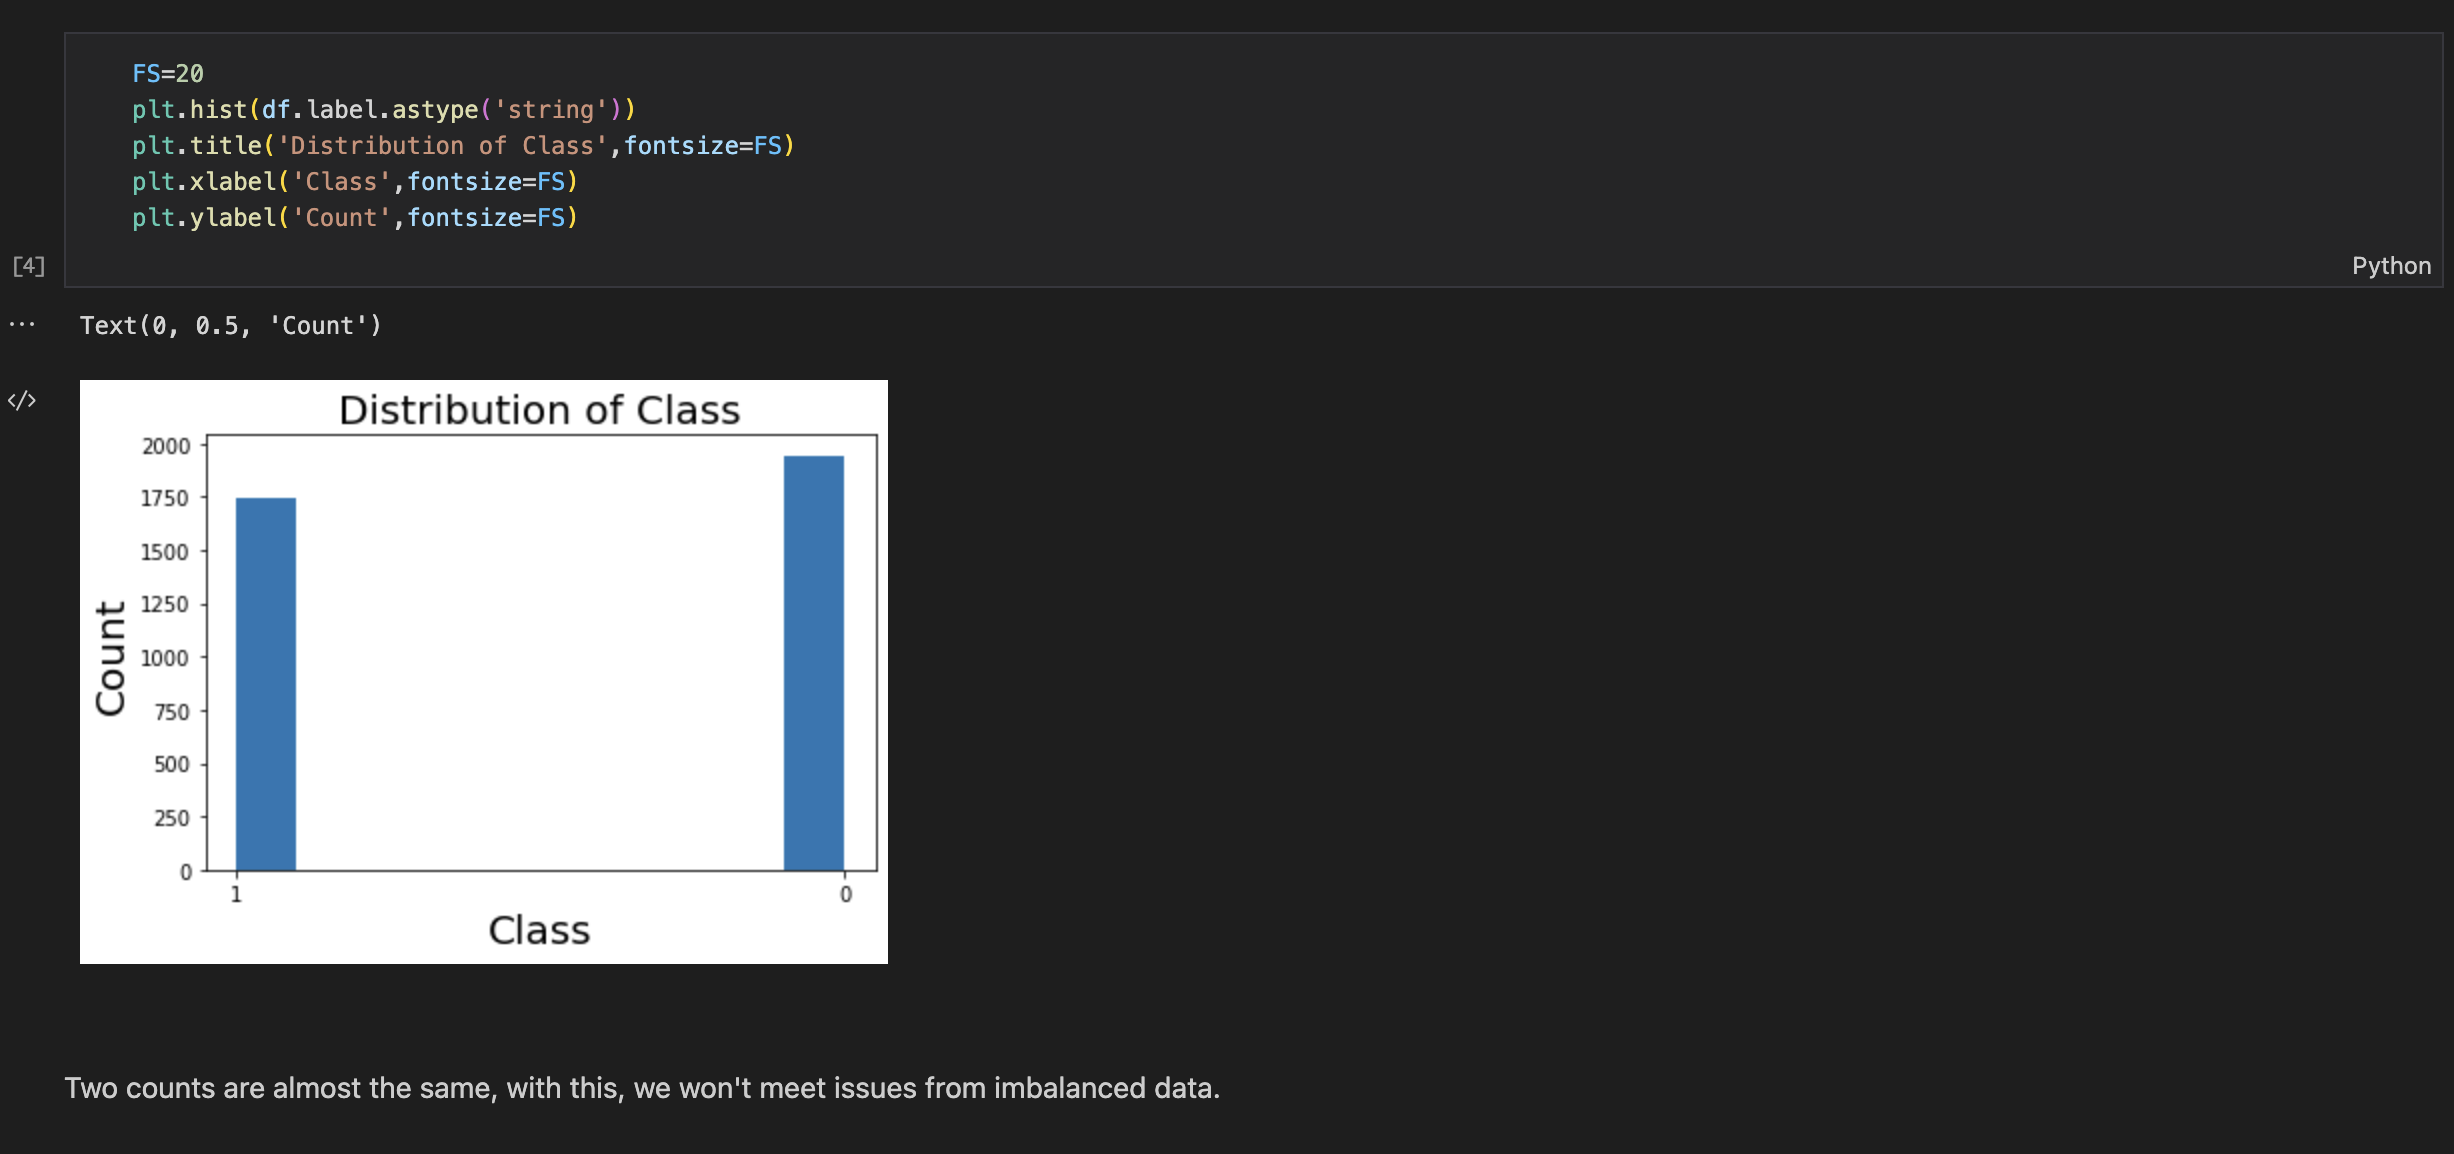 FS=20
plt.hist(df.label.astype('string'))
plt.title('Distribution of Class',fontsize=FS)
plt.xlabel('Class',fontsize=FS)
plt.ylabel('Count',fontsize=FS)
[4]
Python
...
Text(0, 0.5, 'Count')
</>
Distribution of Class
2000
1750
1500
1250
1000
750
500
250
0
Count
1
0
Class
Two counts are almost the same, with this, we won't meet issues from imbalanced data.